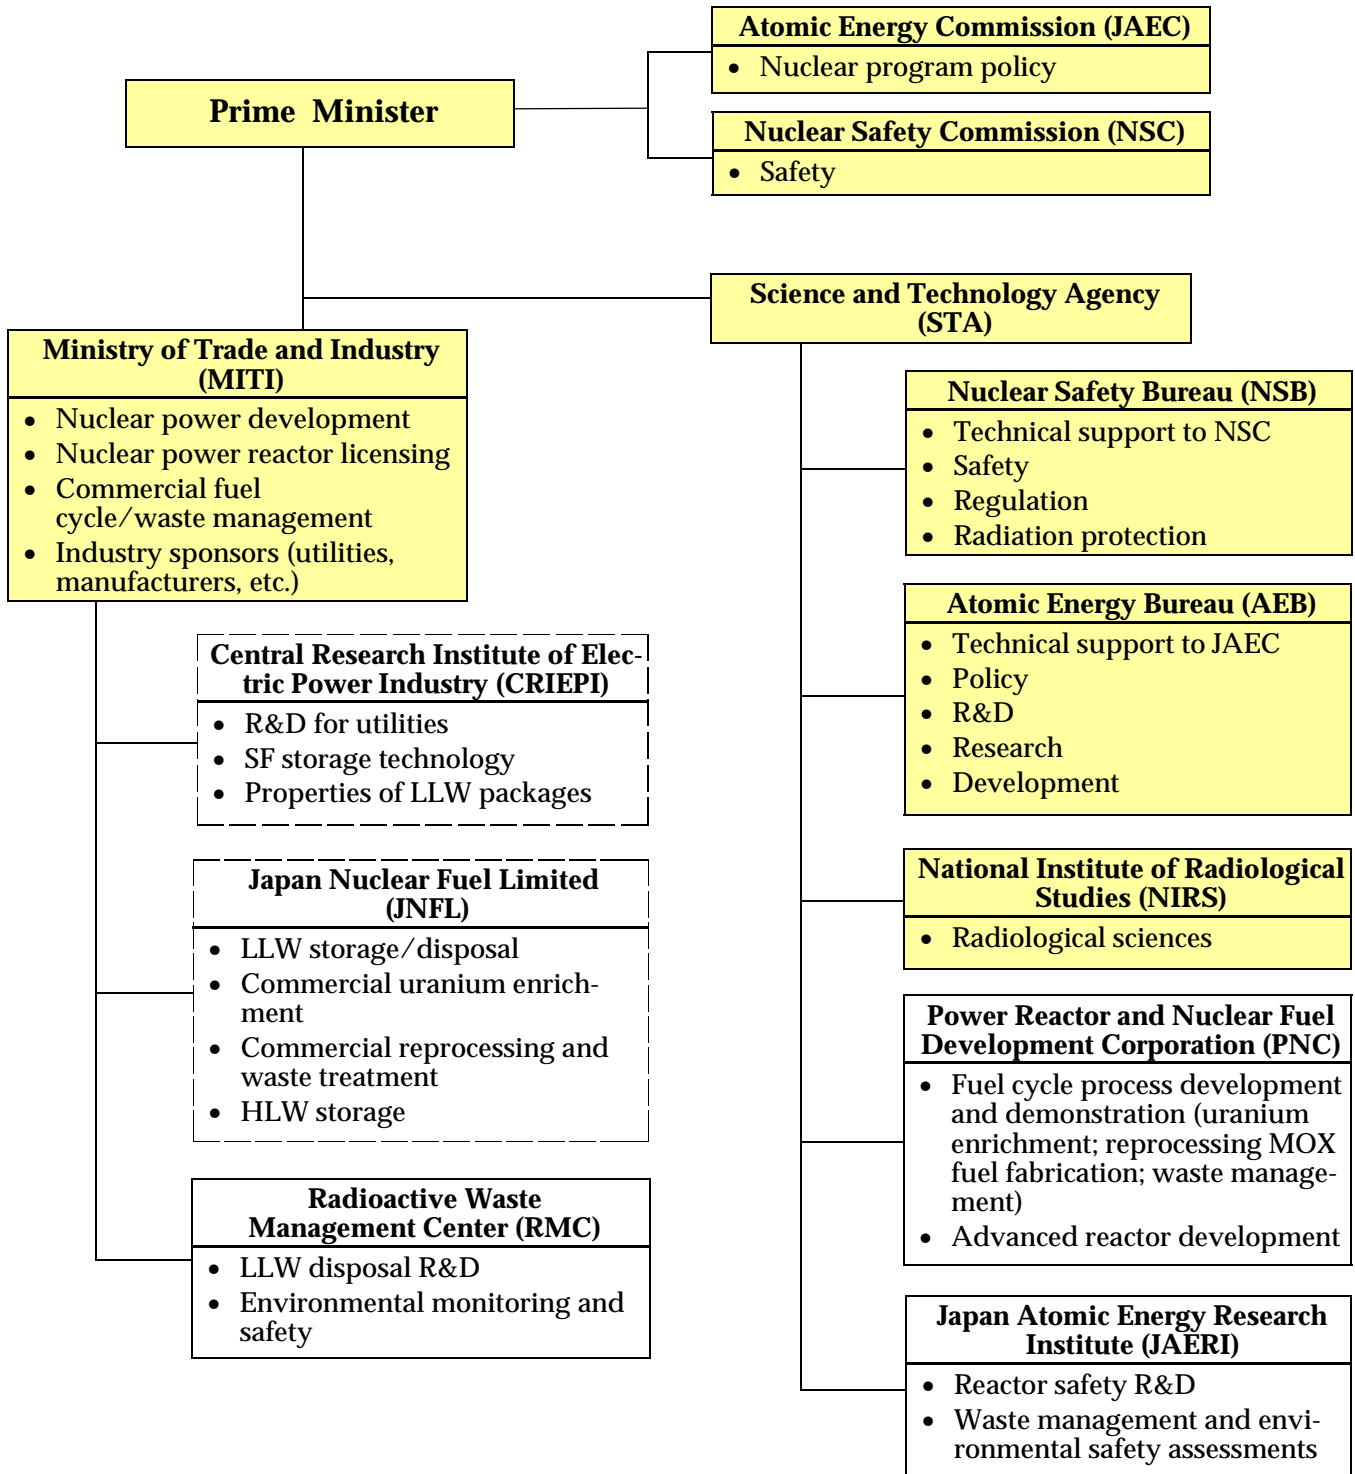 Atomic Energy Commission (JAEC)
• Nuclear program policy
Prime Minister
Nuclear Safety Commission (NSC)
• Safety
Science and Technology Agency
(STA)
Ministry of Trade and Industry
(MITI)
• Nuclear power development
• Nuclear power reactor licensing
• Commercial fuel
cycle/waste management
• Industry sponsors (utilities,
manufacturers, etc.)
Central Research Institute of Elec-
tric Power Industry (CRIEPI)
• R&D for utilities
• SF storage technology
• Properties of LLW packages
Japan Nuclear Fuel Limited
(JNFL)
• LLW storage/disposal
• Commercial uranium enrich-
ment
• Commercial reprocessing and
waste treatment
• HLW storage
Radioactive Waste
Management Center (RMC)
• LLW disposal R&D
• Environmental monitoring and
safety
Nuclear Safety Bureau (NSB)
• Technical support to NSC
• Safety
• Regulation
• Radiation protection
Atomic Energy Bureau (AEB)
• Technical support to JAEC
• Policy
• R&D
• Research
• Development
National Institute of Radiological
Studies (NIRS)
• Radiological sciences
Power Reactor and Nuclear Fuel
Development Corporation (PNC)
• Fuel cycle process development
and demonstration (uranium
enrichment; reprocessing MOX
fuel fabrication; waste manage-
ment)
• Advanced reactor development
Japan Atomic Energy Research
Institute (JAERI)
• Reactor safety R&D
• Waste management and envi-
ronmental safety assessments